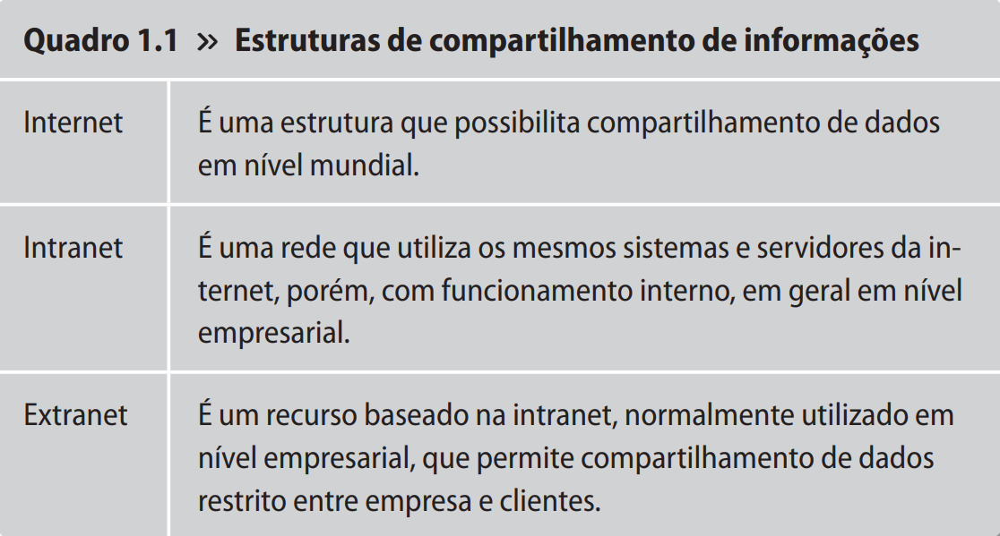 Quadro 1.1 » Estruturas de compartilhamento de informações
Internet
É uma estrutura que possibilita compartilhamento de dados
em nível mundial.
Intranet
É uma rede que utiliza os mesmos sistemas e servidores da in-
ternet, porém, com funcionamento interno, em geral em nível
empresarial.
Extranet
É um recurso baseado na intranet, normalmente utilizado em
nível empresarial, que permite compartilhamento de dados
restrito entre empresa e clientes.